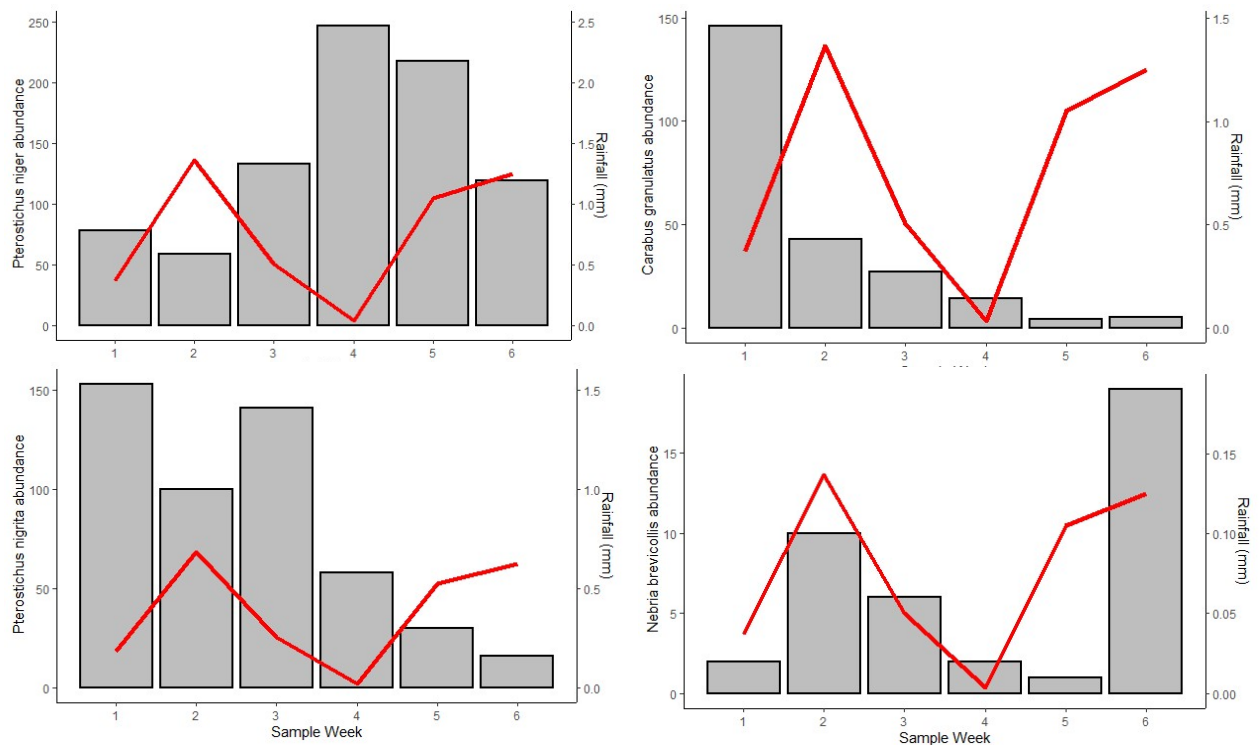 Pterostichus niger abundance
250
200
150
100
50
0
2.5
2.0
1.5
1.0
0.5
0.0
Rainfall (mm)
1 2 3 4 5 6
Carabus granulatus abundance
150
100
50
0
1.5
1.0
0.5
0.0
Rainfall (mm)
1 2 3 4 5 6
Sample Week
Pterostichus nigrita abundance
150
100
50
0
1.5
1.0
0.5
0.0
Rainfall (mm)
1 2 3 4 5 6
Sample Week
Nebria brevicollis abundance
15
10
5
0
0.15
0.10
0.05
0.00
Rainfall (mm)
1 2 3 4 5 6
Sample Week